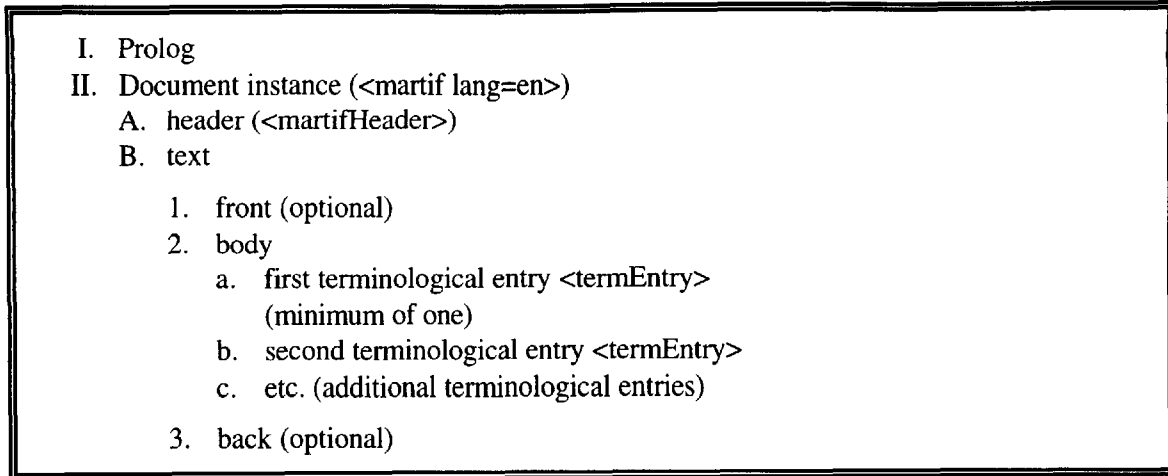 I. Prolog
II. Document instance (<martif lang=en>)
A. header (<martifHeader>)
B. text
1. front (optional)
2. body
a. first terminological entry <termEntry>
(minimum of one)
b. second terminological entry <termEntry>
c. etc. (additional terminological entries)
3. back (optional)